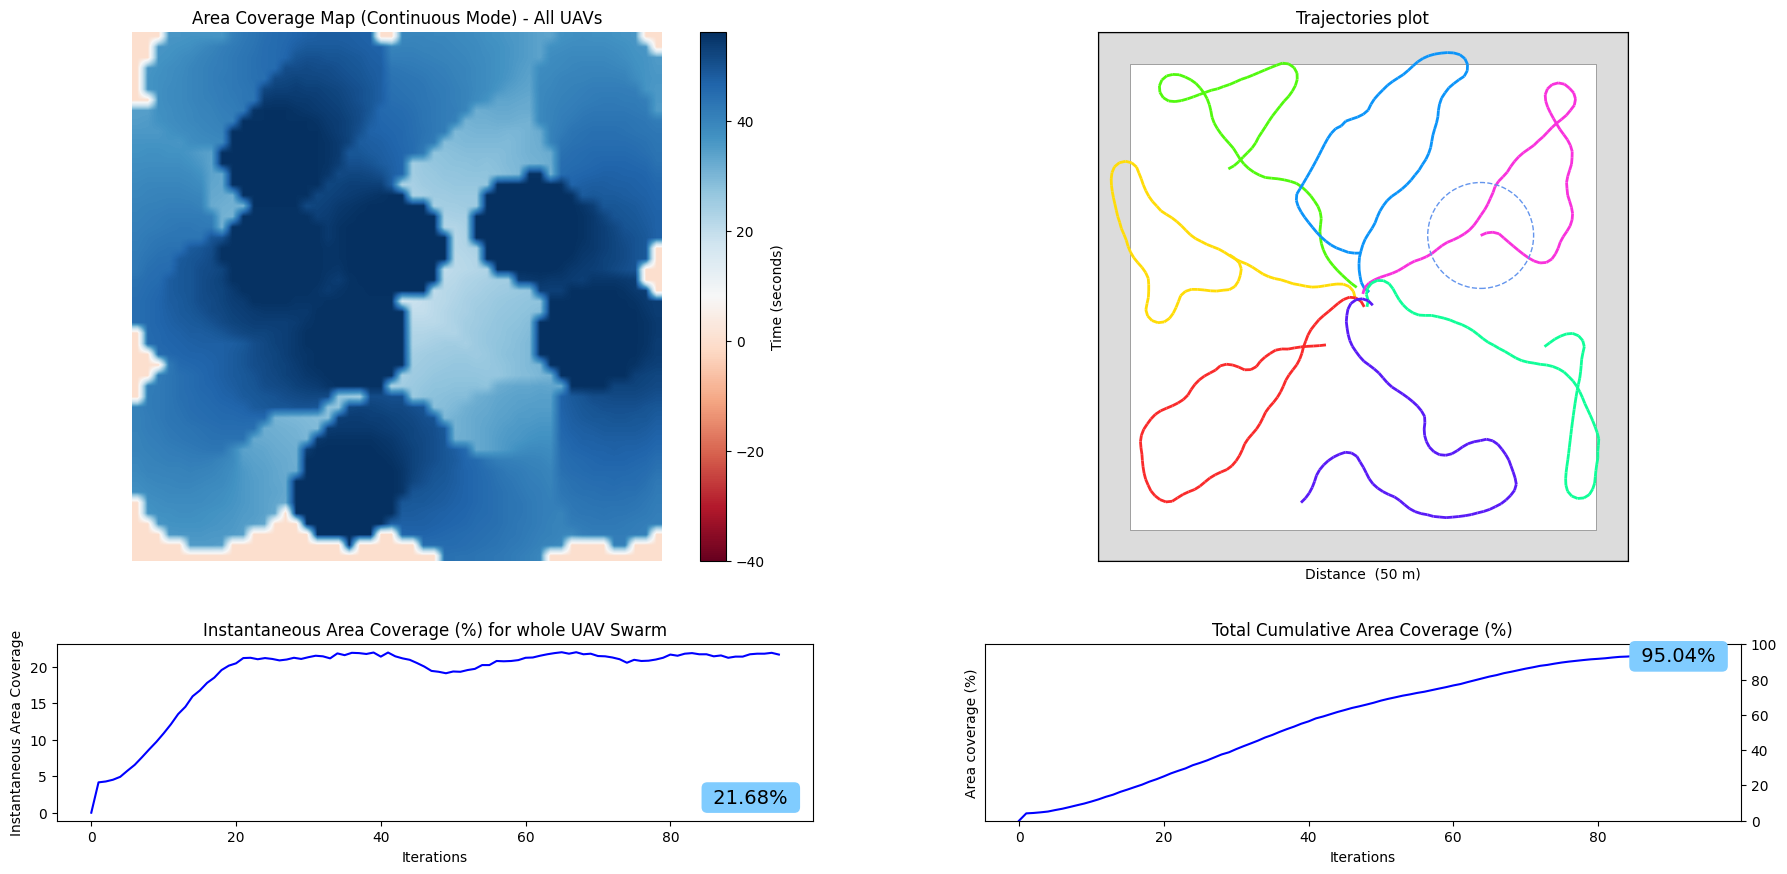 Area Coverage Map (Continuous Mode) - All UAVs
40
20
0
−20
−40
Time (seconds)
Trajectories plot
Distance  (50 m)
Instantaneous Area Coverage (%) for whole UAV Swarm
Instantaneous Area Coverage
20
15
10
5
0
21.68%
0 20 40 60 80
Iterations
Total Cumulative Area Coverage (%)
Area coverage (%)
95.04%
100
80
60
40
20
0
0 20 40 60 80
Iterations